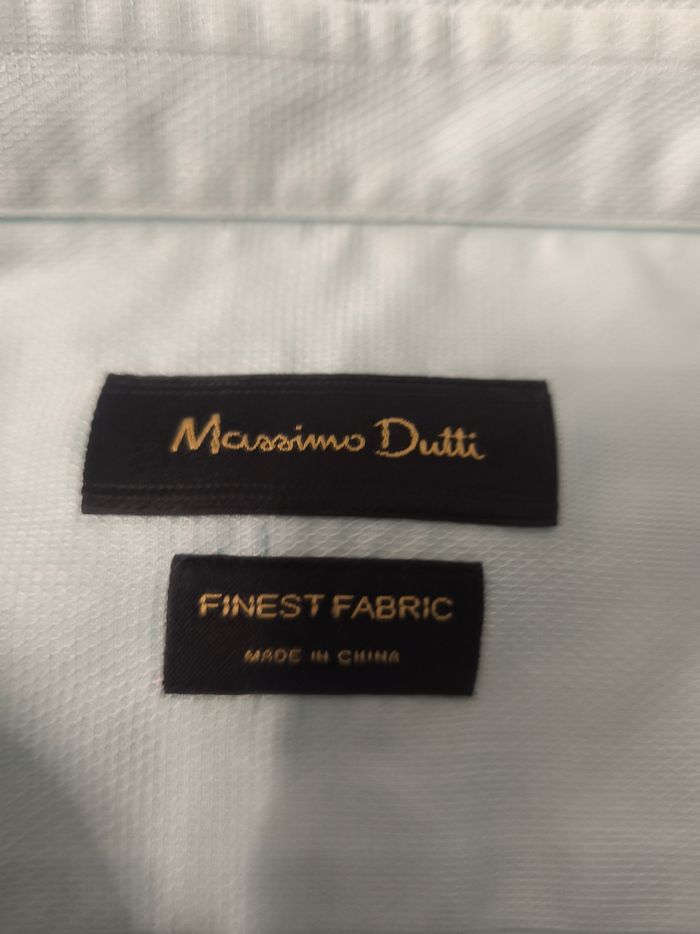 Massimo Dutti
FINEST FABRIC
MADE IN CHINA